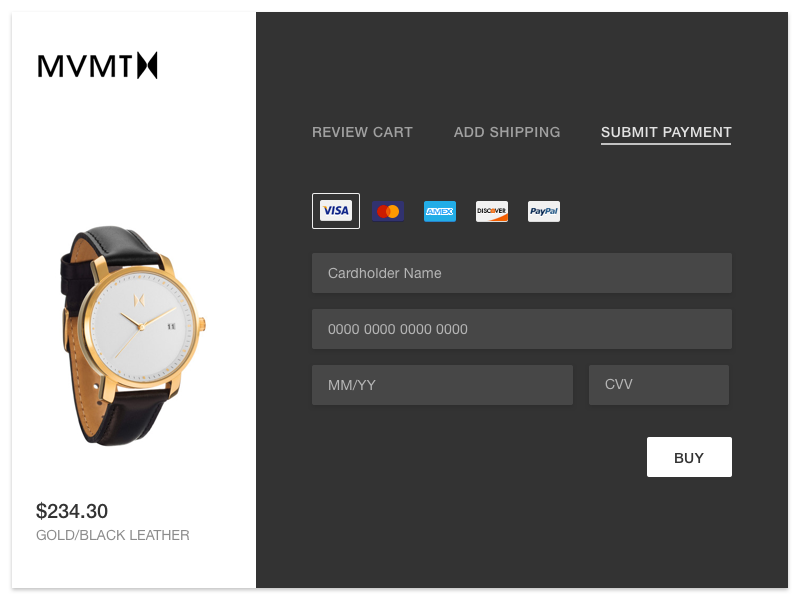 MVMT
$234.30
GOLD/BLACK LEATHER
REVIEW CART ADD SHIPPING SUBMIT PAYMENT
VISA AMEX DISCOVER PayPal
Cardholder Name
0000 0000 0000 0000
MM/YY CVV
BUY